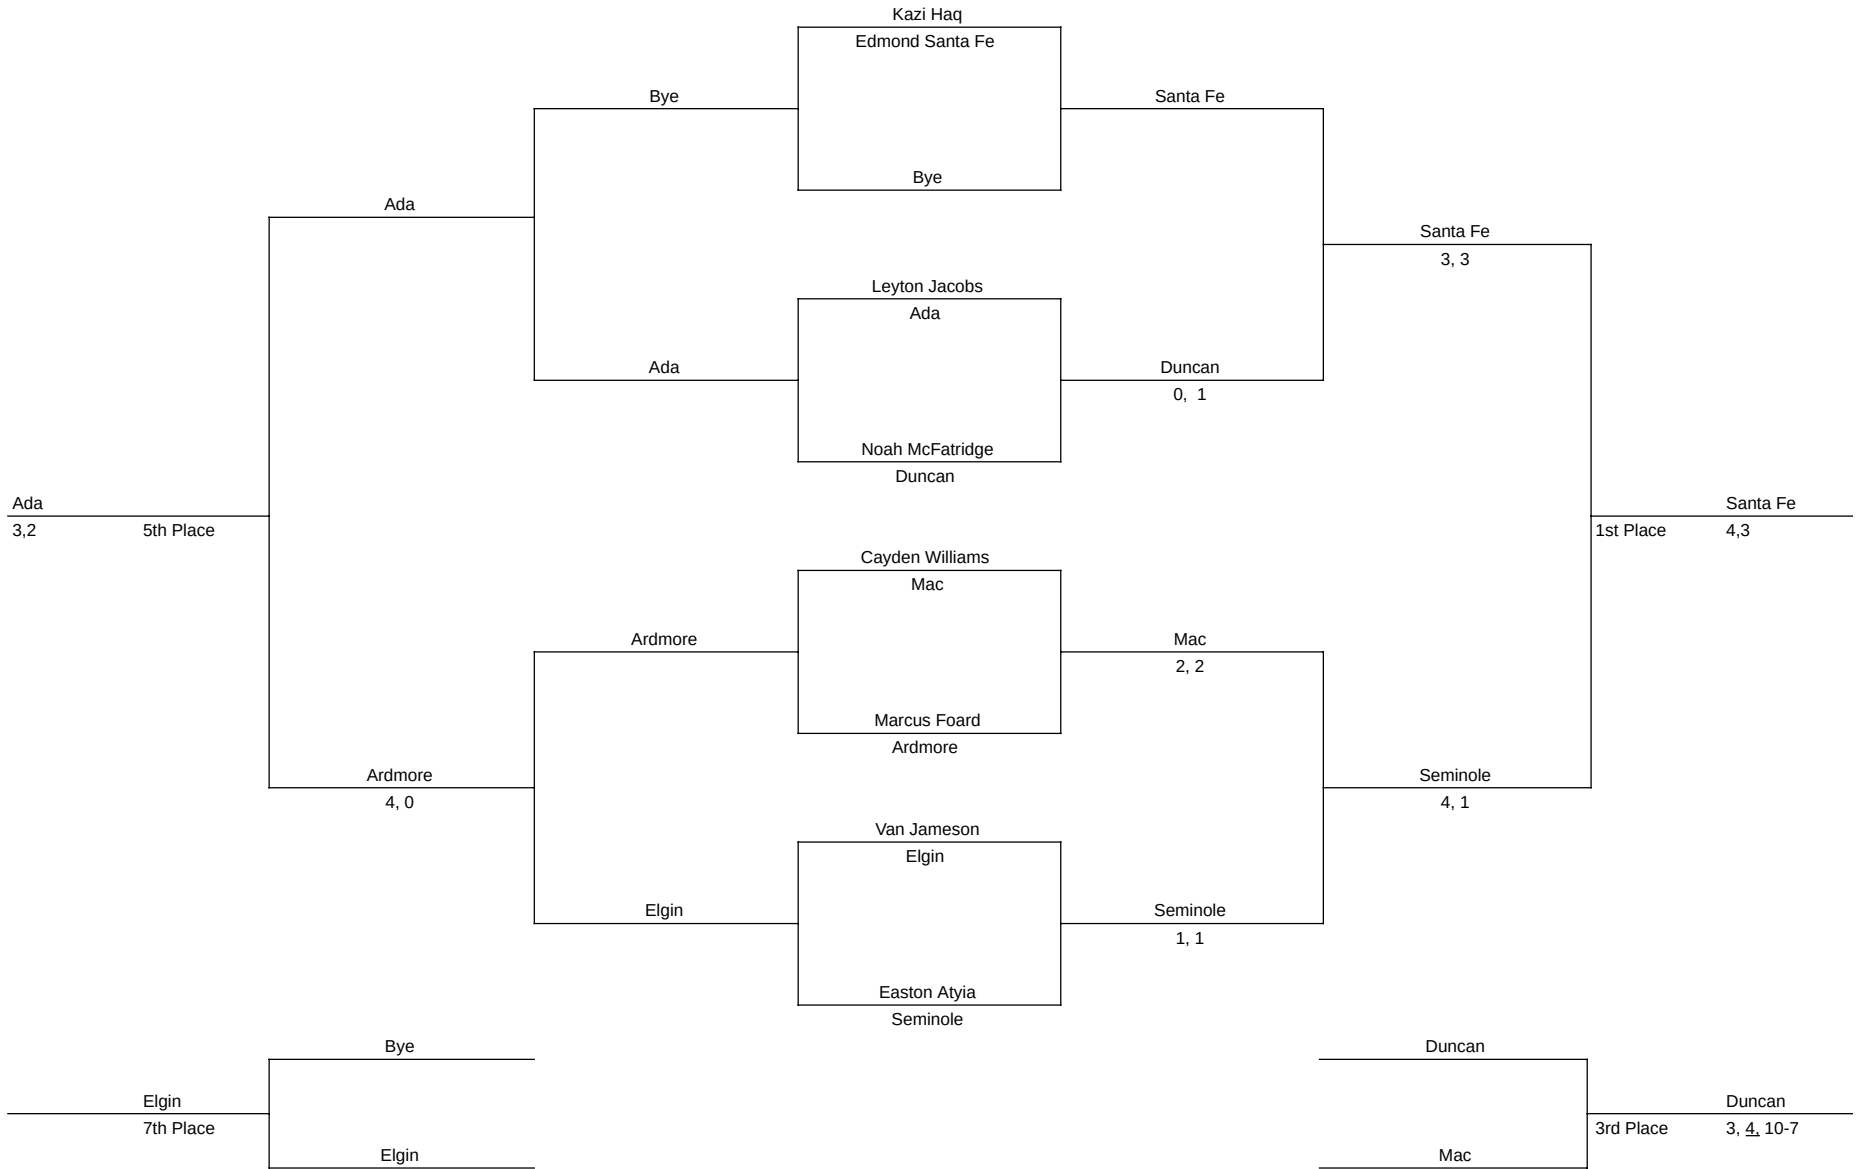 Kazi Haq
Edmond Santa Fe
Bye
Santa Fe
Bye
Ada
Santa Fe
3, 3
Leyton Jacobs
Ada
Ada
Duncan
0, 1
Noah McFatridge
Duncan
Ada
3,2
5th Place
Santa Fe
1st Place
4,3
Cayden Williams
Mac
Ardmore
Mac
2, 2
Marcus Foard
Ardmore
Ardmore
4, 0
Seminole
4, 1
Van Jameson
Elgin
Elgin
Seminole
1, 1
Easton Atyia
Seminole
Bye
Duncan
Elgin
7th Place
Duncan
3rd Place
3, 4, 10-7
Elgin
Mac